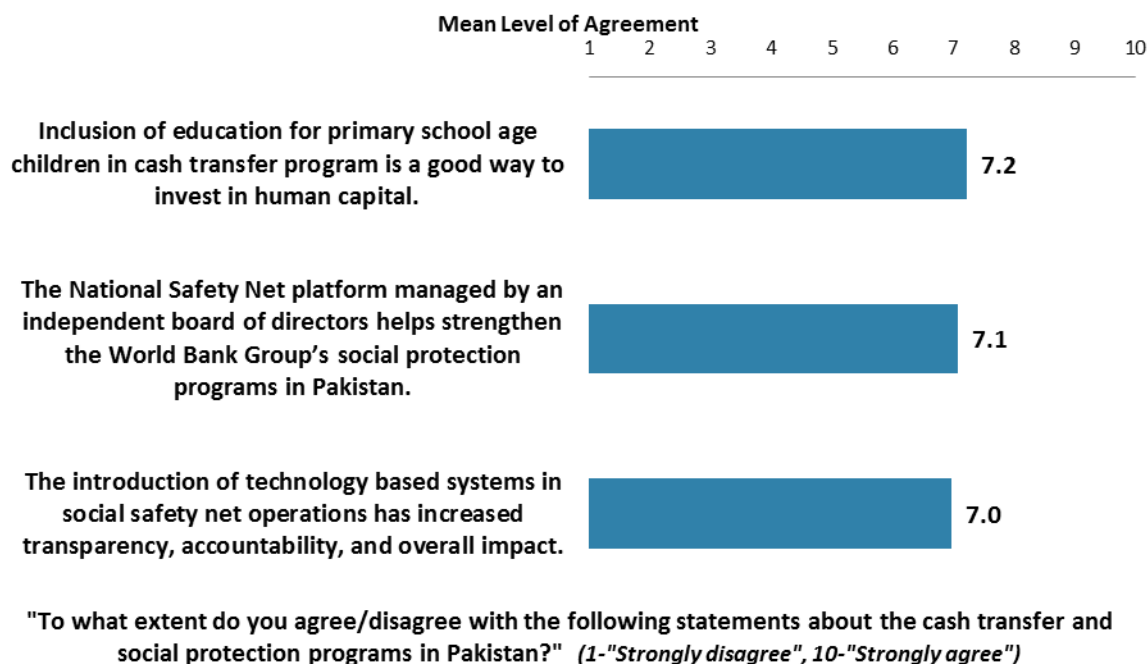 Mean Level of Agreement
1 2 3 4 5 6 7 8 9 10
Inclusion of education for primary school age
children in cash transfer program is a good way to
invest in human capital.
7.2
The National Safety Net platform managed by an
independent board of directors helps strengthen
the World Bank Group’s social protection
programs in Pakistan.
7.1
The introduction of technology based systems in
social safety net operations has increased
transparency, accountability, and overall impact.
7.0
"To what extent do you agree/disagree with the following statements about the cash transfer and
social protection programs in Pakistan?" (1-"Strongly disagree", 10-"Strongly agree")